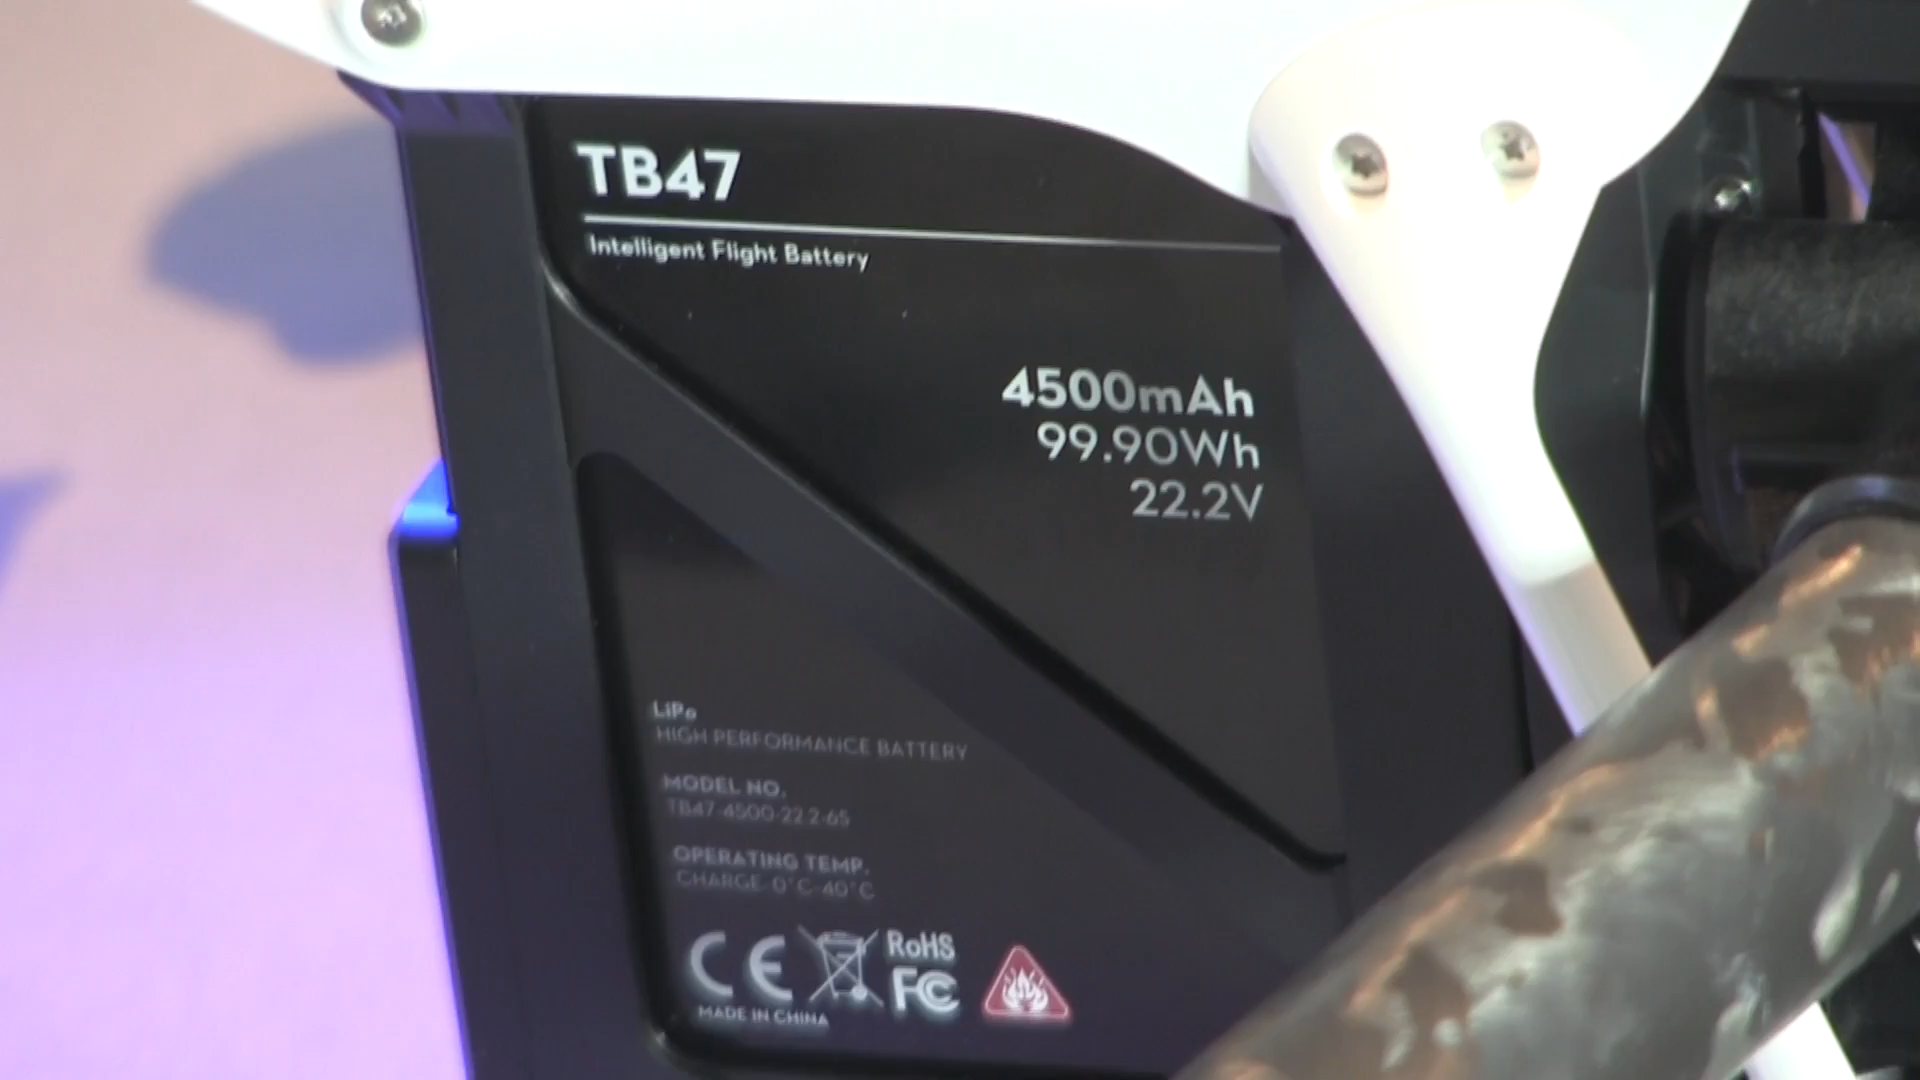 TB47
Intelligent Flight Battery
4500mAh
99.90Wh
22.2V
LiPo
HIGH PERFORMANCE BATTERY
MODEL NO.
TB47-4500-22.2-6S
OPERATING TEMP.
CHARGE: 0°C-40°C
CE
RoHS
FC
MADE IN CHINA